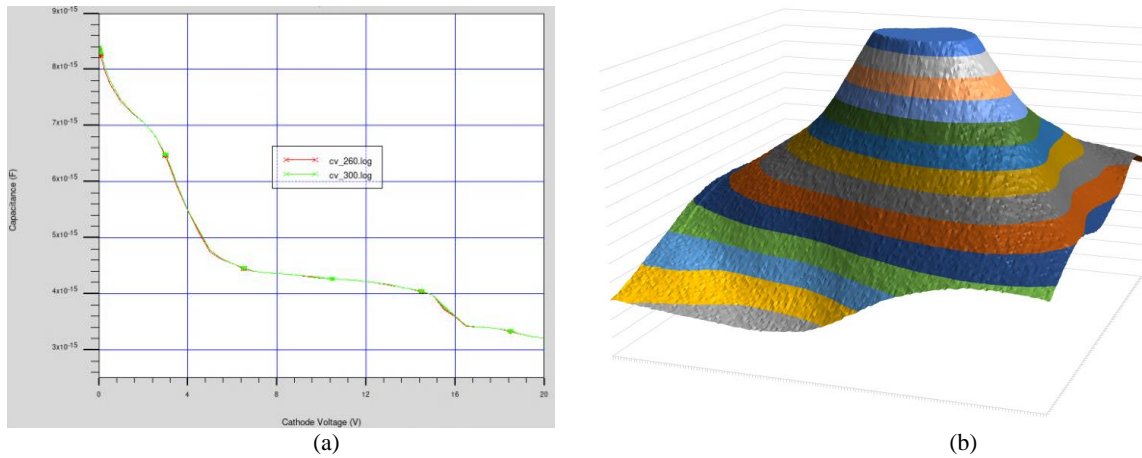 9x10-15
8x10-15
7x10-15
6x10-15
5x10-15
4x10-15
3x10-15
Capacitance (F)
cv_260.log
cv_300.log
0 4 8 12 16 20
Cathode Voltage (V)
(a) (b)